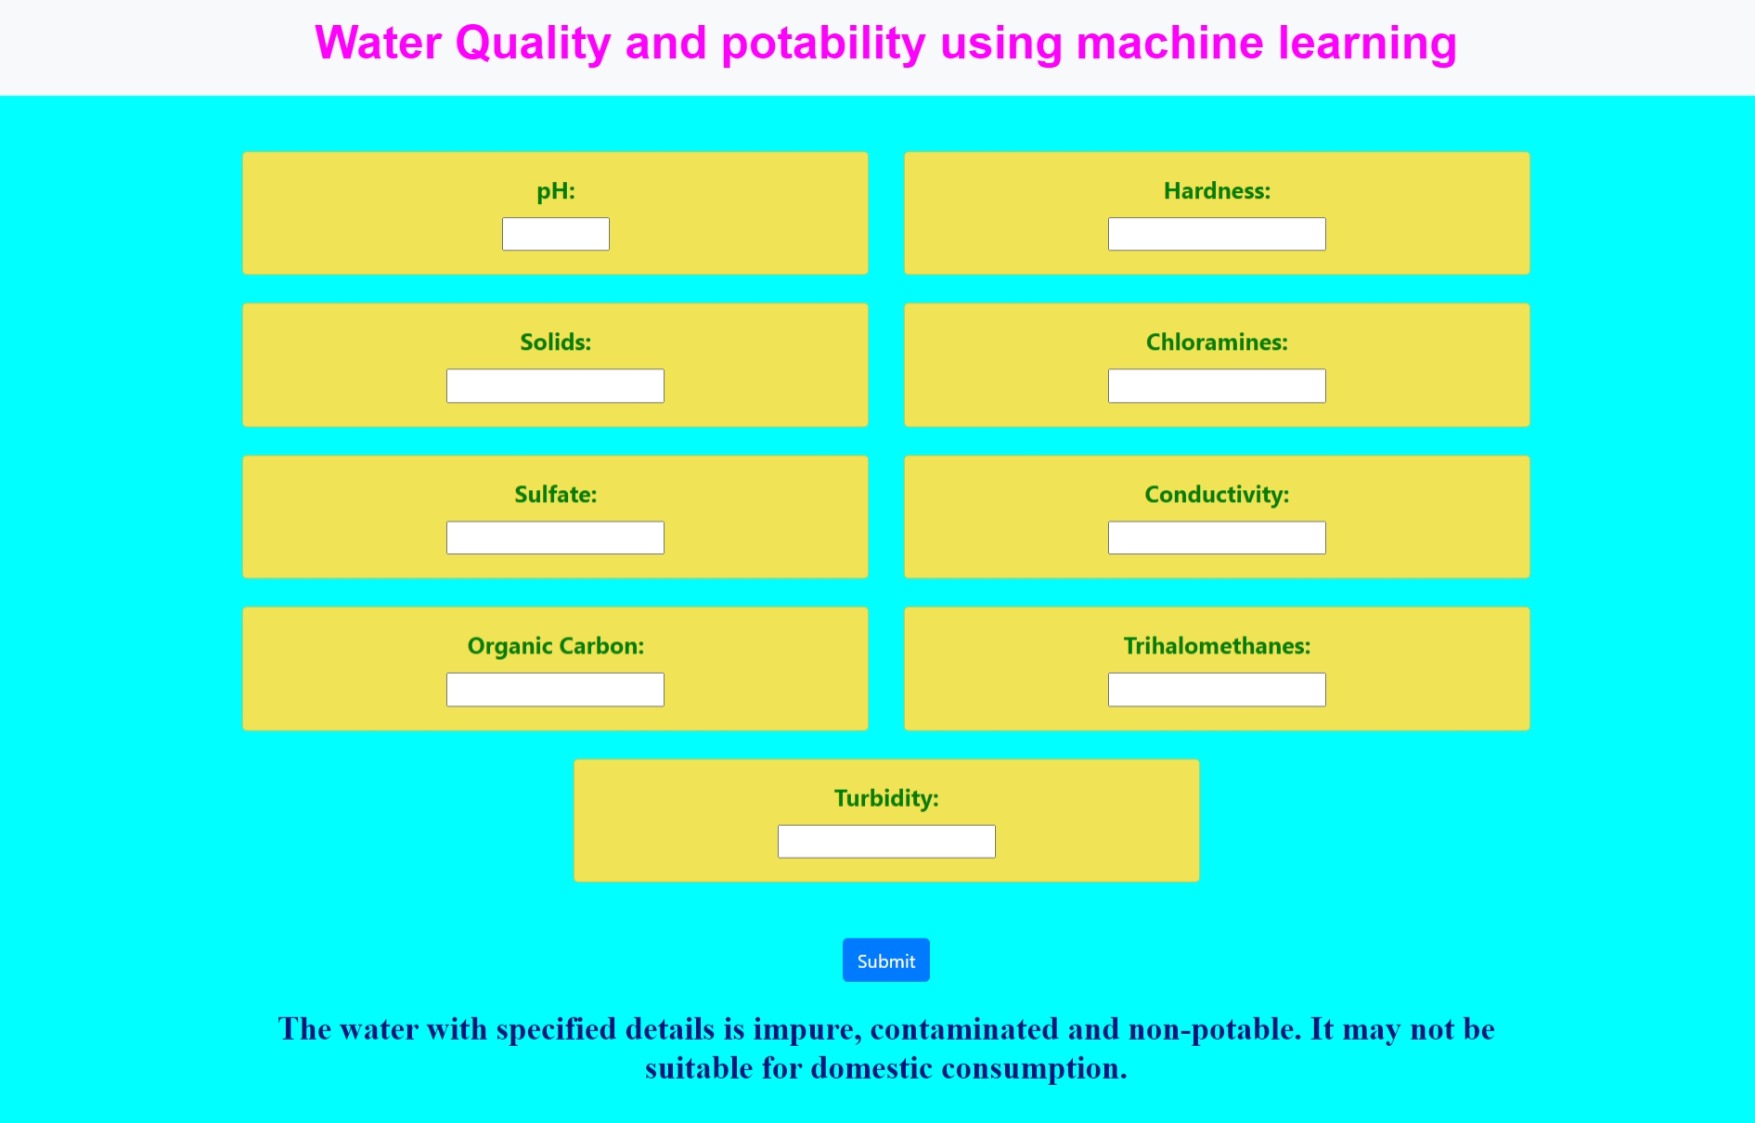 Water Quality and potability using machine learning
pH:
Hardness:
Solids:
Chloramines:
Sulfate:
Conductivity:
Organic Carbon:
Trihalomethanes:
Turbidity:
Submit
The water with specified details is impure, contaminated and non-potable. It may not be
suitable for domestic consumption.